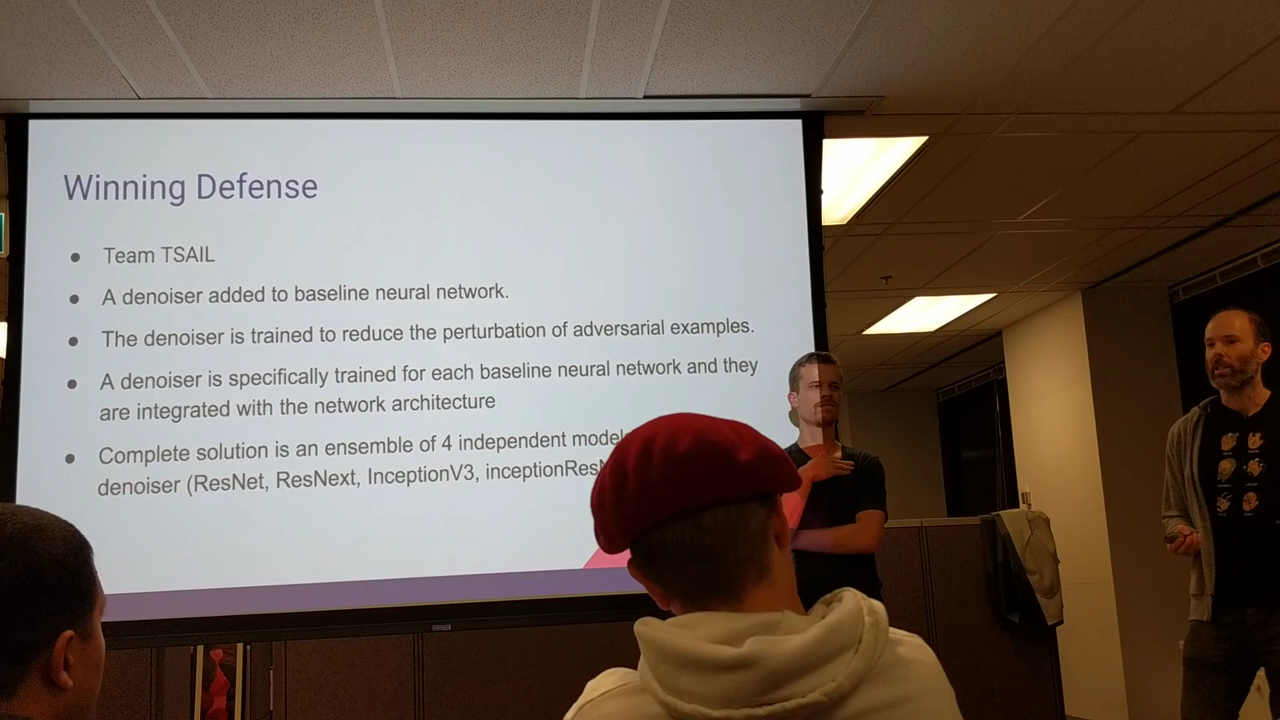 Winning Defense
● Team TSAIL
● A denoiser added to baseline neural network.
● The denoiser is trained to reduce the perturbation of adversarial examples.
● A denoiser is specifically trained for each baseline neural network and they
are integrated with the network architecture
● Complete solution is an ensemble of 4 independent
denoiser (ResNet, ResNext, InceptionV3,